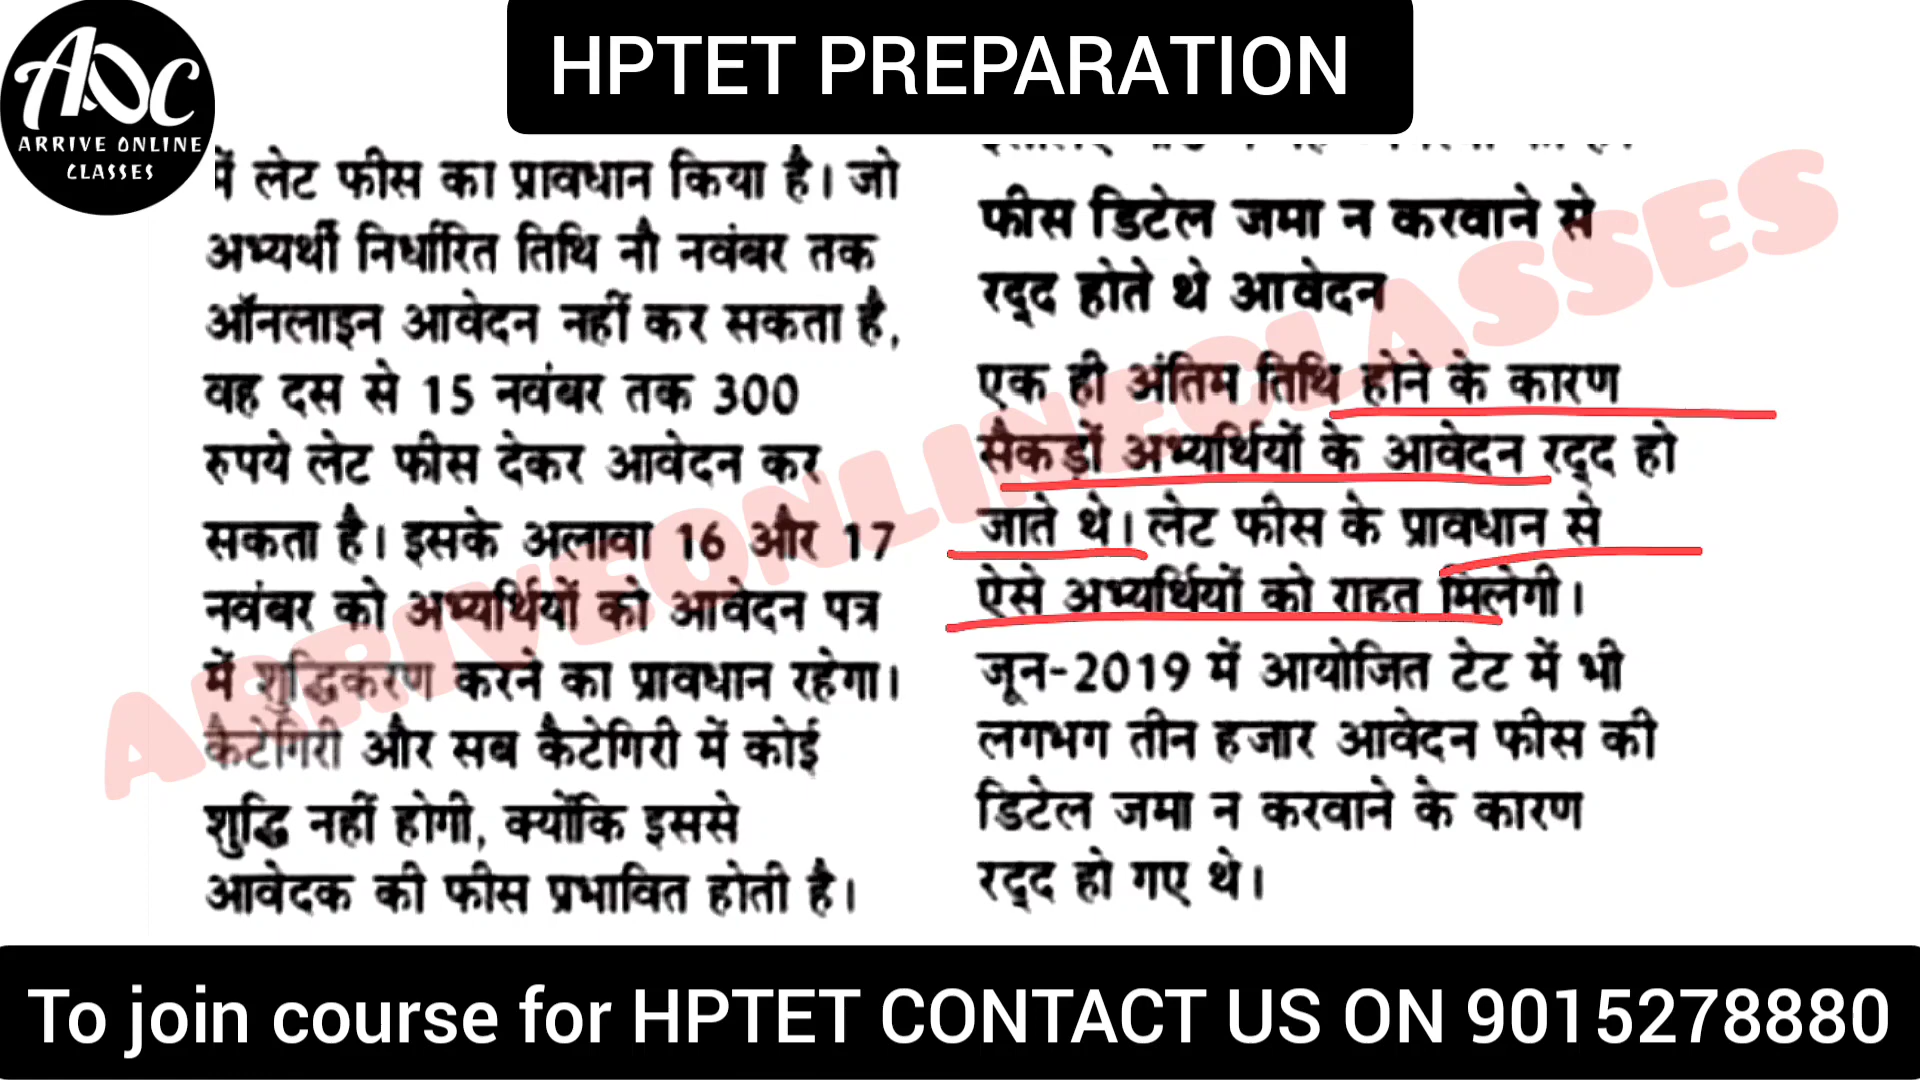 HPTET PREPARATION
AOC
ARRIVE ONLINE
CLASSES
में लेट फीस का प्रावधान किया है। जो
अभ्यर्थी निर्धारित तिथि नौ नवंबर तक
ऑनलाइन आवेदन नहीं कर सकता है,
वह दस से 15 नवंबर तक 300
रुपये लेट फीस देकर आवेदन कर
सकता है। इसके अलावा 16 और 17
नवंबर को अभ्यर्थियों को आवेदन पत्र
में शुद्धिकरण करने का प्रावधान रहेगा।
कैटेगिरी और सब कैटेगिरी में कोई
शुद्धि नहीं होगी, क्योंकि इससे
आवेदक की फीस प्रभावित होती है।
फीस डिटेल जमा न करवाने से
रद्द होते थे आवेदन
एक ही अंतिम तिथि होने के कारण
सैकड़ों अभ्यर्थियों के आवेदन रद्द हो
जाते थे। लेट फीस के प्रावधान से
ऐसे अभ्यर्थियों को राहत मिलेगी।
जून-2019 में आयोजित टेट में भी
लगभग तीन हजार आवेदन फीस की
डिटेल जमा न करवाने के कारण
रद्द हो गए थे।
ARRIVEONLINECLASSES
To join course for HPTET CONTACT US ON 9015278880